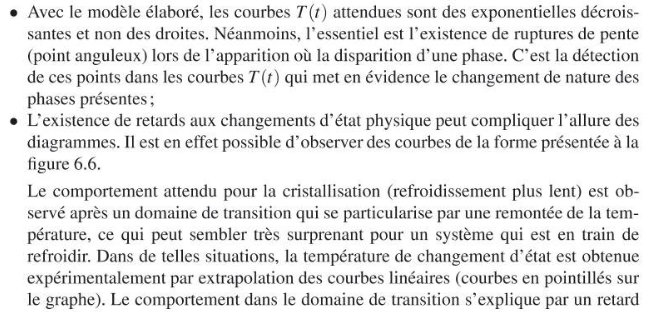 • Avec le modèle élaboré, les courbes T(t) attendues sont des exponentielles décrois-
santes et non des droites. Néanmoins, l'essentiel est l'existence de ruptures de pente
(point anguleux) lors de l'apparition où la disparition d'une phase. C'est la détection
de ces points dans les courbes T(t) qui met en évidence le changement de nature des
phases présentes ;
• L'existence de retards aux changements d'état physique peut compliquer l'allure des
diagrammes. Il est en effet possible d'observer des courbes de la forme présentée à la
figure 6.6.
Le comportement attendu pour la cristallisation (refroidissement plus lent) est ob-
servé après un domaine de transition qui se particularise par une remontée de la tem-
pérature, ce qui peut sembler très surprenant pour un système qui est en train de
refroidir. Dans de telles situations, la température de changement d'état est obtenue
expérimentalement par extrapolation des courbes linéaires (courbes en pointillés sur
le graphe). Le comportement dans le domaine de transition s'explique par un retard